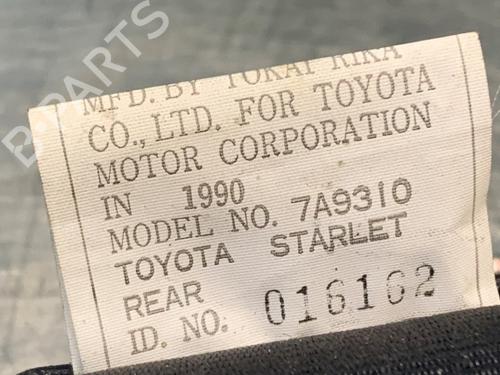 B-PARTS
MFD. BY TOKAI RIKA
CO., LTD. FOR TOYOTA
MOTOR CORPORATION
IN 1990
MODEL NO. 7A9310
TOYOTA STARLET
REAR
ID. NO. 016162